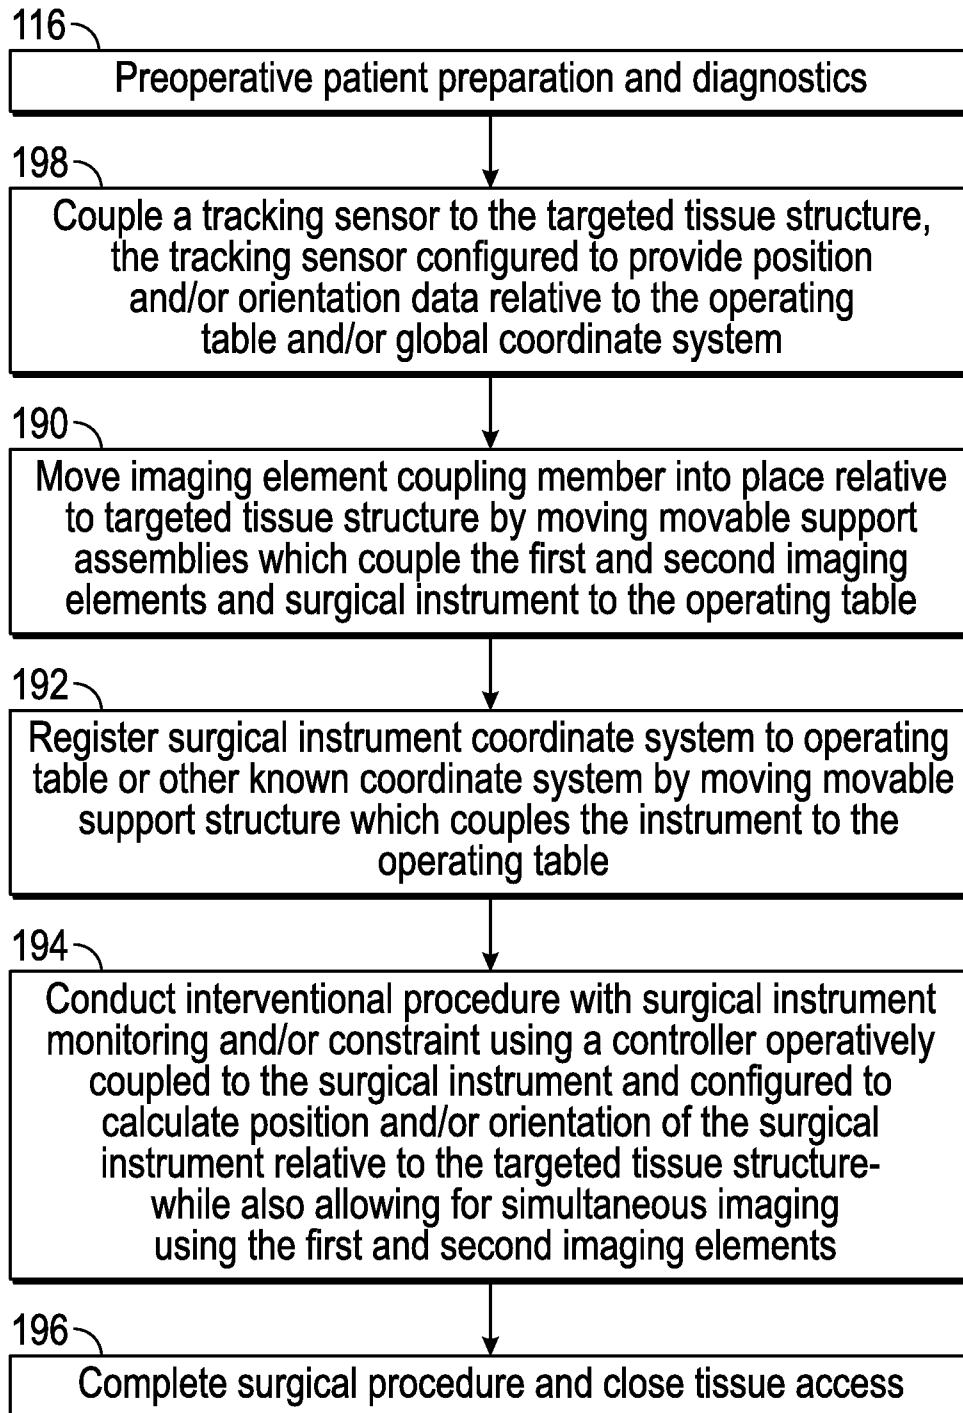 116
Preoperative patient preparation and diagnostics
198
Couple a tracking sensor to the targeted tissue structure,
the tracking sensor configured to provide position
and/or orientation data relative to the operating
table and/or global coordinate system
190
Move imaging element coupling member into place relative
to targeted tissue structure by moving movable support
assemblies which couple the first and second imaging
elements and surgical instrument to the operating table
192
Register surgical instrument coordinate system to operating
table or other known coordinate system by moving movable
support structure which couples the instrument to the
operating table
194
Conduct interventional procedure with surgical instrument
monitoring and/or constraint using a controller operatively
coupled to the surgical instrument and configured to
calculate position and/or orientation of the surgical
instrument relative to the targeted tissue structure-
while also allowing for simultaneous imaging
using the first and second imaging elements
196
Complete surgical procedure and close tissue access